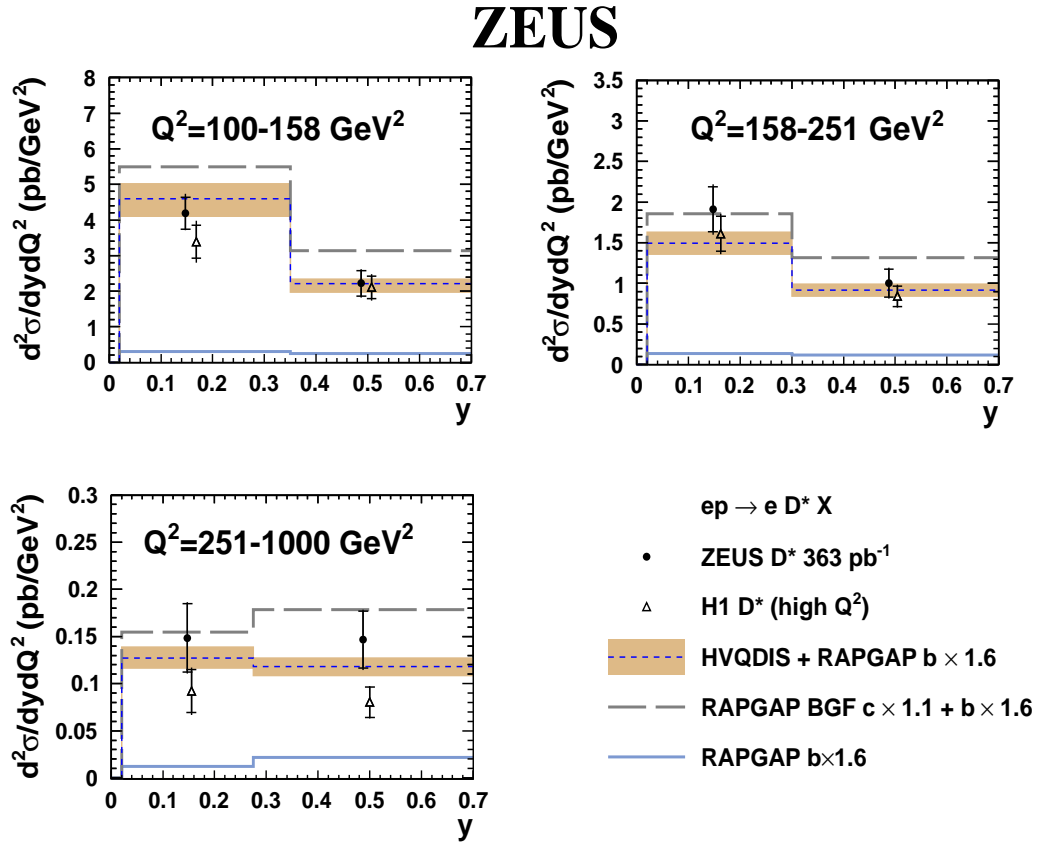 ZEUS
d²σ/dydQ² (pb/GeV²)
8
7
6
5
4
3
2
1
0
Q²=100-158 GeV²
0 0.1 0.2 0.3 0.4 0.5 0.6 0.7
y
d²σ/dydQ² (pb/GeV²)
3.5
3
2.5
2
1.5
1
0.5
0
Q²=158-251 GeV²
0 0.1 0.2 0.3 0.4 0.5 0.6 0.7
y
d²σ/dydQ² (pb/GeV²)
0.3
0.25
0.2
0.15
0.1
0.05
0
Q²=251-1000 GeV²
0 0.1 0.2 0.3 0.4 0.5 0.6 0.7
y
ep → e D* X
ZEUS D* 363 pb⁻¹
H1 D* (high Q²)
HVQDIS + RAPGAP b × 1.6
RAPGAP BGF c × 1.1 + b × 1.6
RAPGAP b×1.6